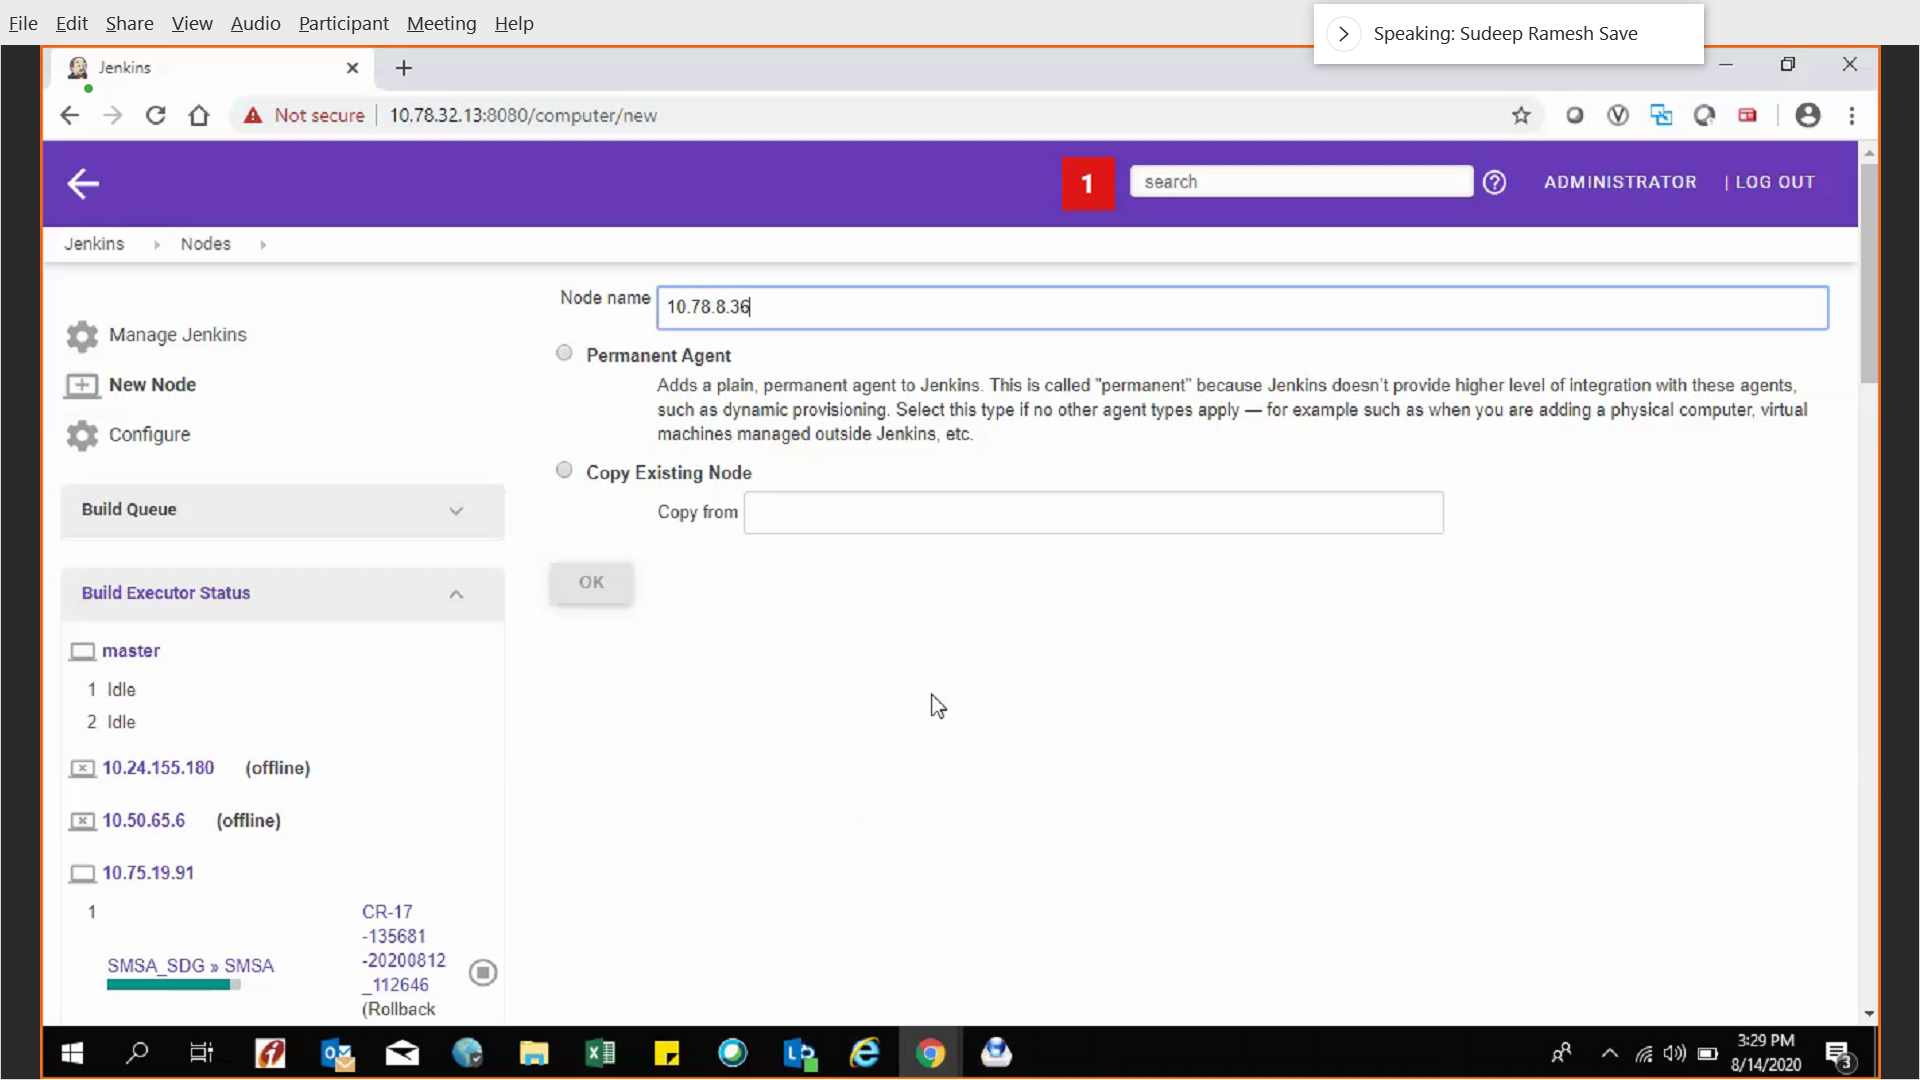 File Edit Share View Audio Participant Meeting Help
Speaking: Sudeep Ramesh Save
Jenkins
Not secure 10.78.32.13:8080/computer/new
1 search ADMINISTRATOR | LOG OUT
Jenkins Nodes
Node name 10.78.8.36
Manage Jenkins
New Node
Configure
Permanent Agent
Adds a plain, permanent agent to Jenkins. This is called "permanent" because Jenkins doesn't provide higher level of integration with these agents,
such as dynamic provisioning. Select this type if no other agent types apply — for example such as when you are adding a physical computer, virtual
machines managed outside Jenkins, etc.
Copy Existing Node
Copy from
OK
Build Queue
Build Executor Status
master
1 Idle
2 Idle
10.24.155.180 (offline)
10.50.65.6 (offline)
10.75.19.91
1
SMSA_SDG » SMSA
CR-17
-135681
-20200812
_112646
(Rollback
3:29 PM
8/14/2020
3